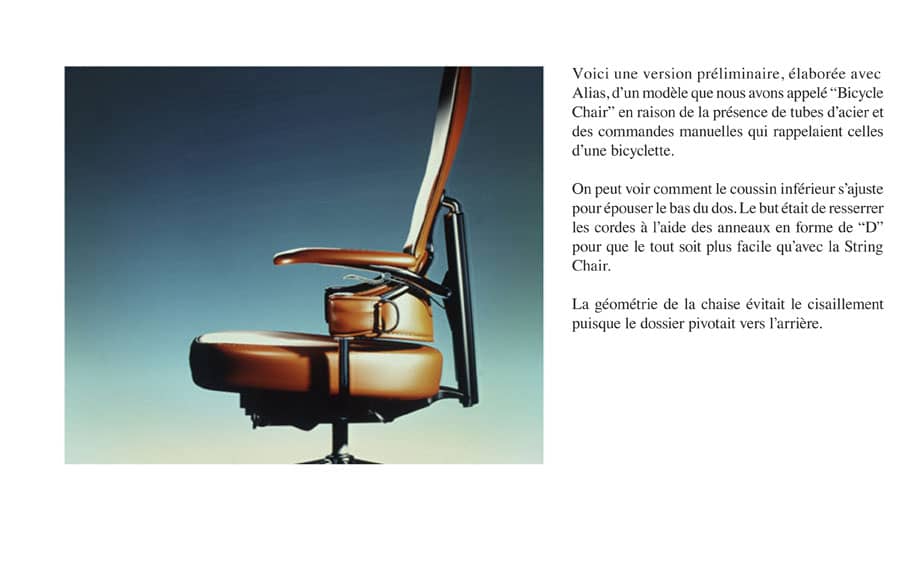 Voici une version préliminaire, élaborée avec
Alias, d’un modèle que nous avons appelé “Bicycle
Chair” en raison de la présence de tubes d’acier et
des commandes manuelles qui rappelaient celles
d’une bicyclette.
On peut voir comment le coussin inférieur s’ajuste
pour épouser le bas du dos. Le but était de resserrer
les cordes à l’aide des anneaux en forme de “D”
pour que le tout soit plus facile qu’avec la String
Chair.
La géométrie de la chaise évitait le cisaillement
puisque le dossier pivotait vers l’arrière.